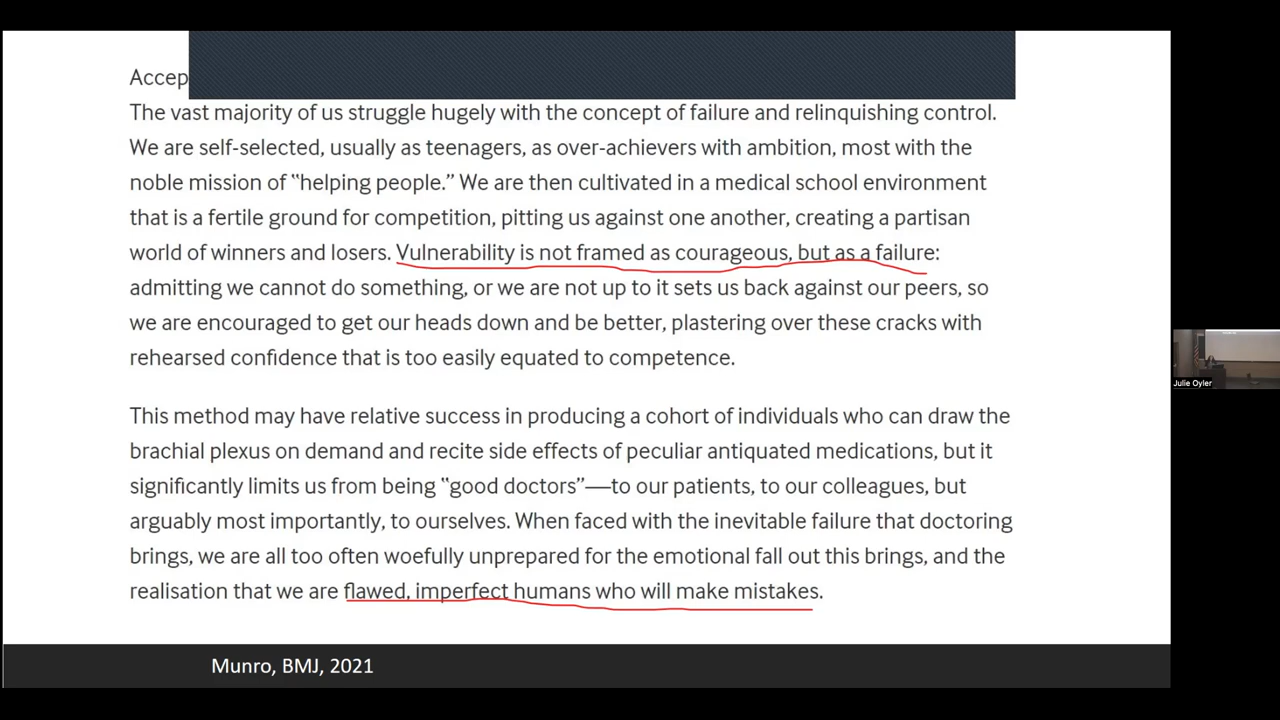 Accep
The vast majority of us struggle hugely with the concept of failure and relinquishing control.
We are self-selected, usually as teenagers, as over-achievers with ambition, most with the
noble mission of “helping people.” We are then cultivated in a medical school environment
that is a fertile ground for competition, pitting us against one another, creating a partisan
world of winners and losers. Vulnerability is not framed as courageous, but as a failure:
admitting we cannot do something, or we are not up to it sets us back against our peers, so
we are encouraged to get our heads down and be better, plastering over these cracks with
rehearsed confidence that is too easily equated to competence.
This method may have relative success in producing a cohort of individuals who can draw the
brachial plexus on demand and recite side effects of peculiar antiquated medications, but it
significantly limits us from being “good doctors”—to our patients, to our colleagues, but
arguably most importantly, to ourselves. When faced with the inevitable failure that doctoring
brings, we are all too often woefully unprepared for the emotional fall out this brings, and the
realisation that we are flawed, imperfect humans who will make mistakes.
Munro, BMJ, 2021
Julie Oyler